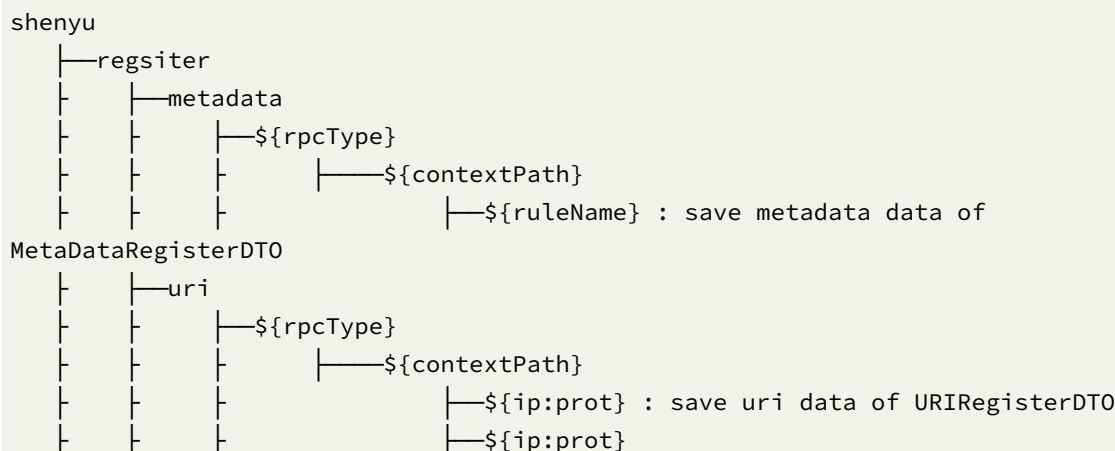 shenyu
├──regsiter
├ ├──metadata
├ ├ ├──${rpcType}
├ ├ ├ ├────${contextPath}
├ ├ ├ ├──${ruleName} : save metadata data of
MetaDataRegisterDTO
├ ├──uri
├ ├ ├──${rpcType}
├ ├ ├ ├────${contextPath}
├ ├ ├ ├──${ip:prot} : save uri data of URIRegisterDTO
├ ├ ├ ├──${ip:prot}